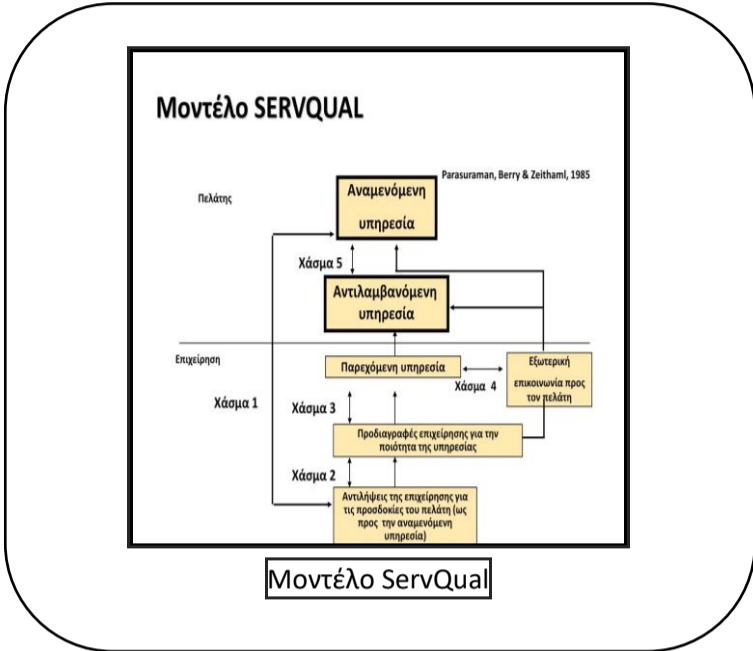 Μοντέλο SERVQUAL
Parasuraman, Berry & Zeithaml, 1985
Πελάτης
Αναμενόμενη
υπηρεσία
Χάσμα 5
Αντιλαμβανόμενη
υπηρεσία
Επιχείρηση
Παρεχόμενη υπηρεσία
Χάσμα 4
Εξωτερική
επικοινωνία προς
τον πελάτη
Χάσμα 1
Χάσμα 3
Προδιαγραφές επιχείρησης για την
ποιότητα της υπηρεσίας
Χάσμα 2
Αντιλήψεις της επιχείρησης για
τις προσδοκίες του πελάτη (ως
προς την αναμενόμενη
υπηρεσία)
Μοντέλο ServQual